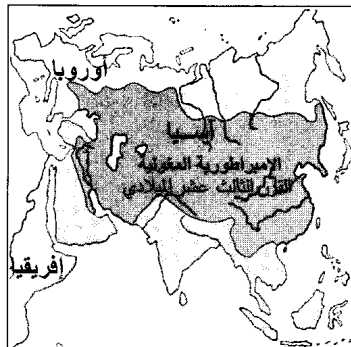 أوروبا
آسيا
الإمبراطورية المغولية
القرن الثالث عشر الميلادي
إفريقيا